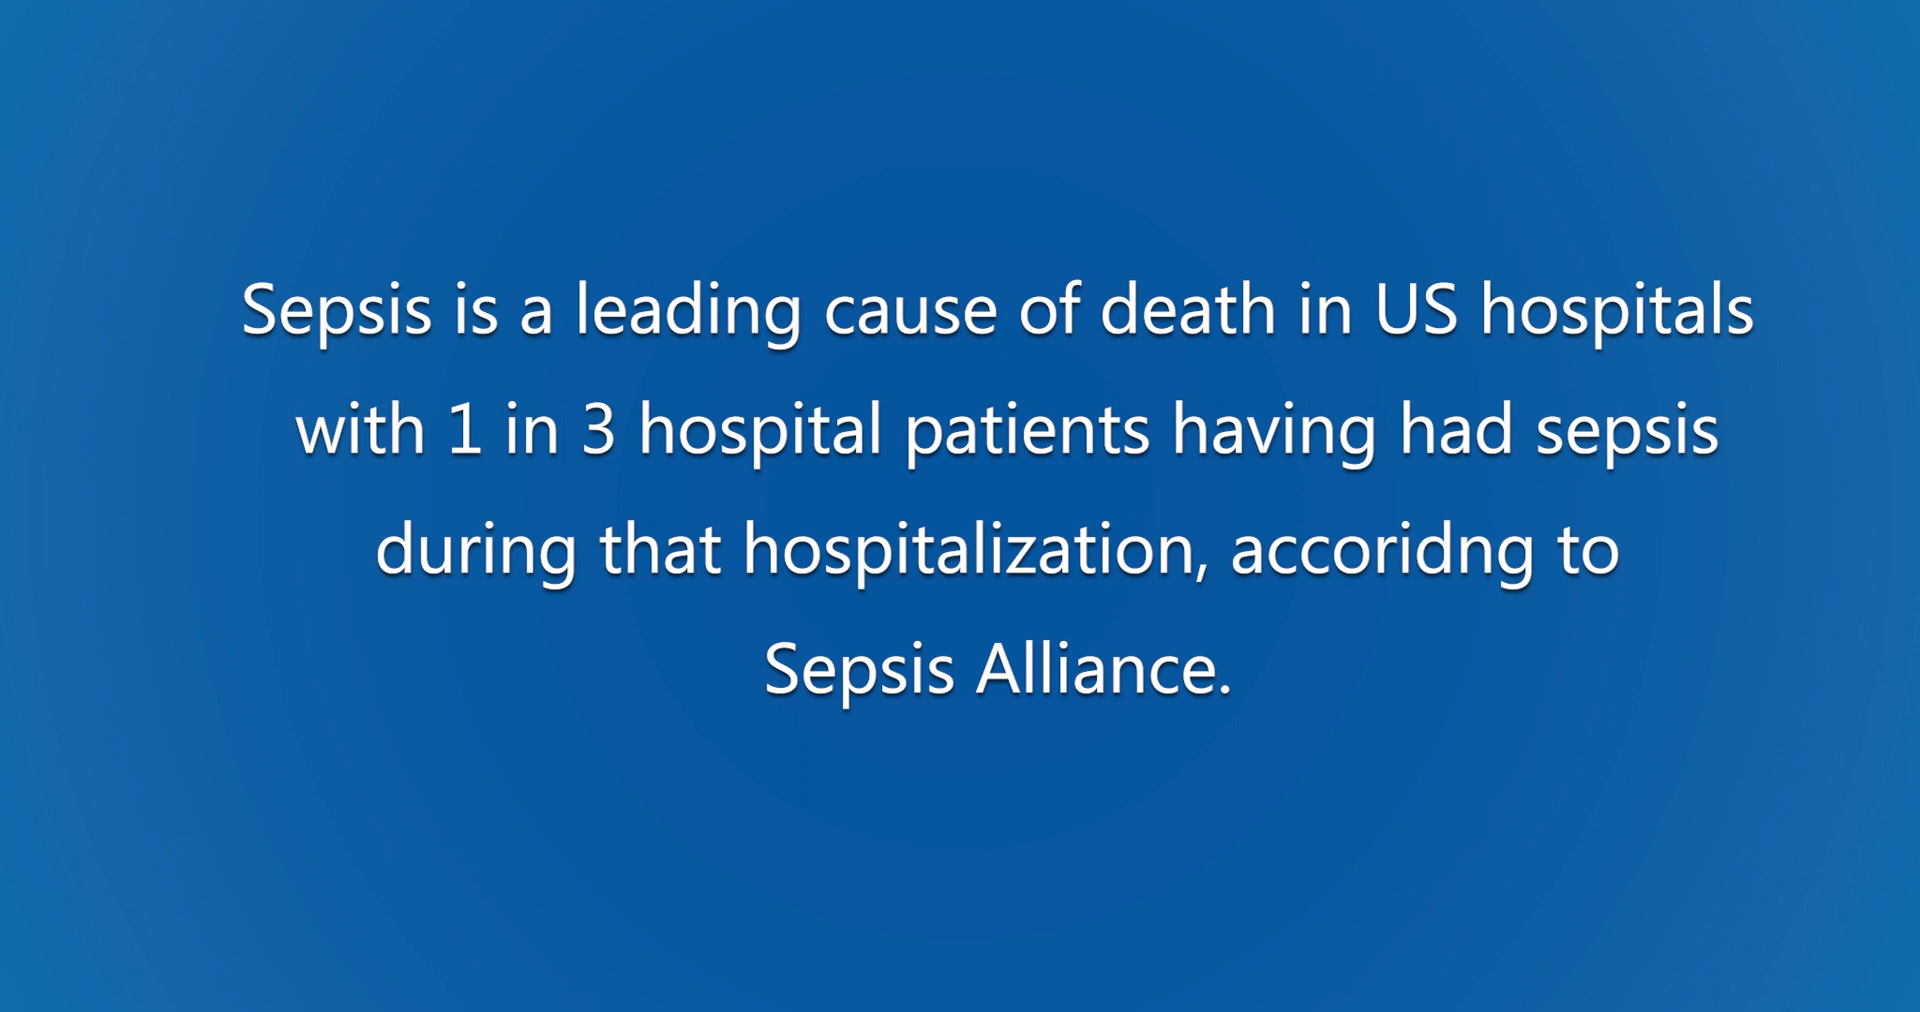 Sepsis is a leading cause of death in US hospitals
with 1 in 3 hospital patients having had sepsis
during that hospitalization, accoridng to
Sepsis Alliance.